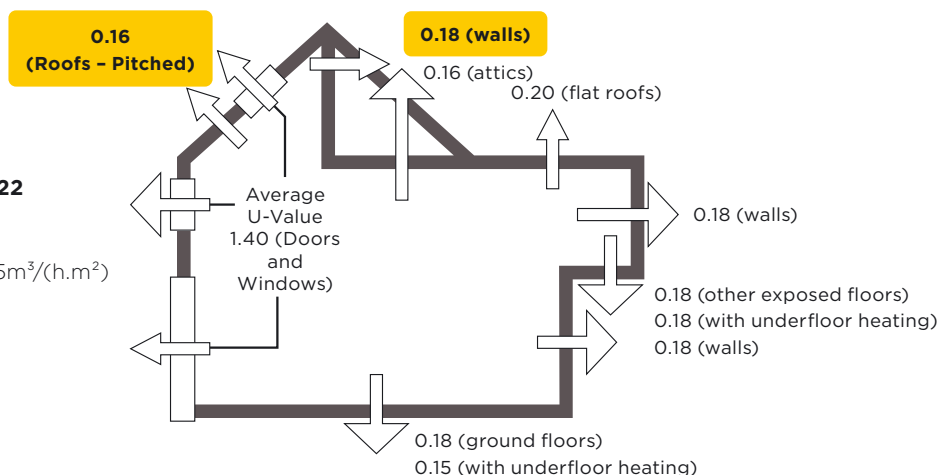 0.16
(Roofs – Pitched)
0.18 (walls)
0.16 (attics)
0.20 (flat roofs)
22
5m³/(h.m²)
Average
U-Value
1.40 (Doors
and
Windows)
0.18 (walls)
0.18 (other exposed floors)
0.18 (with underfloor heating)
0.18 (walls)
0.18 (ground floors)
0.15 (with underfloor heating)